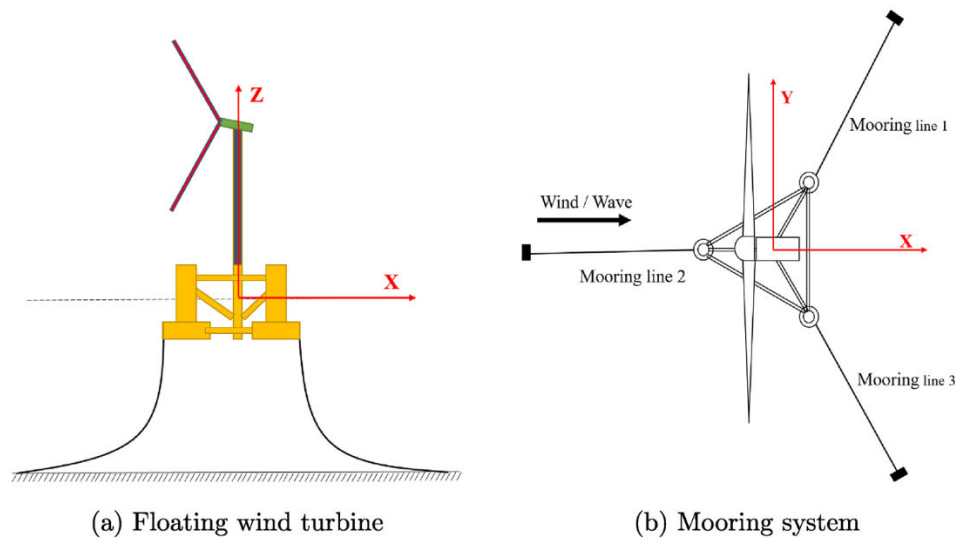 Z
X
(a) Floating wind turbine
Y
Mooring line 1
Wind / Wave
X
Mooring line 2
Mooring line 3
(b) Mooring system